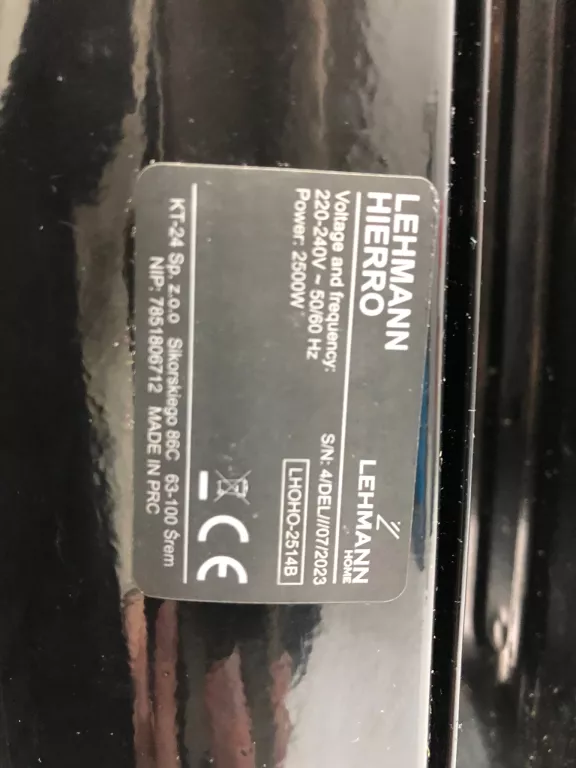 LEHMANN
HIERRO
LEHMANN
HOME
Voltage and frequency:
220-240V ~ 50/60 Hz
Power: 2500W
S/N: 4/DEL///07/2023
LHOHO-2514B
CE
KT-24 Sp. z.o.o Sikorskiego 86C 63-100 Śrem
NIP: 7851806712 MADE IN PRC